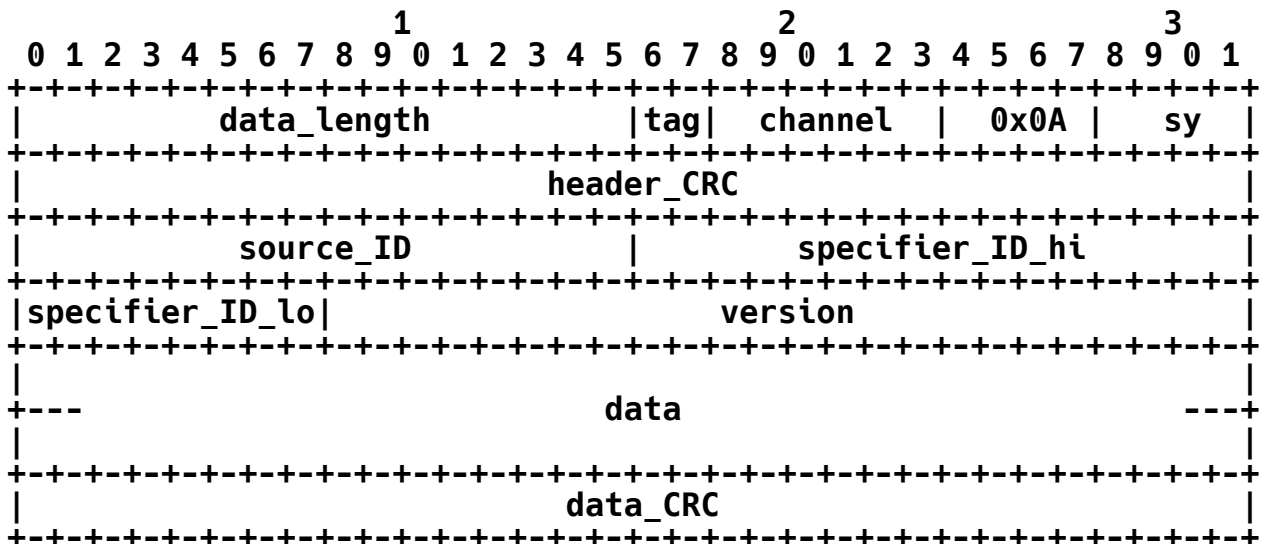 1                   2                   3
 0 1 2 3 4 5 6 7 8 9 0 1 2 3 4 5 6 7 8 9 0 1 2 3 4 5 6 7 8 9 0 1
+-+-+-+-+-+-+-+-+-+-+-+-+-+-+-+-+-+-+-+-+-+-+-+-+-+-+-+-+-+-+-+-+
|          data_length          |tag|  channel  |  0x0A |   sy  |
+-+-+-+-+-+-+-+-+-+-+-+-+-+-+-+-+-+-+-+-+-+-+-+-+-+-+-+-+-+-+-+-+
|                           header_CRC                          |
+-+-+-+-+-+-+-+-+-+-+-+-+-+-+-+-+-+-+-+-+-+-+-+-+-+-+-+-+-+-+-+-+
|           source_ID           |        specifier_ID_hi        |
+-+-+-+-+-+-+-+-+-+-+-+-+-+-+-+-+-+-+-+-+-+-+-+-+-+-+-+-+-+-+-+-+
|specifier_ID_lo|                    version                    |
+-+-+-+-+-+-+-+-+-+-+-+-+-+-+-+-+-+-+-+-+-+-+-+-+-+-+-+-+-+-+-+-+
|                                                               |
+---                           data                          ---+
|                                                               |
+-+-+-+-+-+-+-+-+-+-+-+-+-+-+-+-+-+-+-+-+-+-+-+-+-+-+-+-+-+-+-+-+
|                            data_CRC                           |
+-+-+-+-+-+-+-+-+-+-+-+-+-+-+-+-+-+-+-+-+-+-+-+-+-+-+-+-+-+-+-+-+